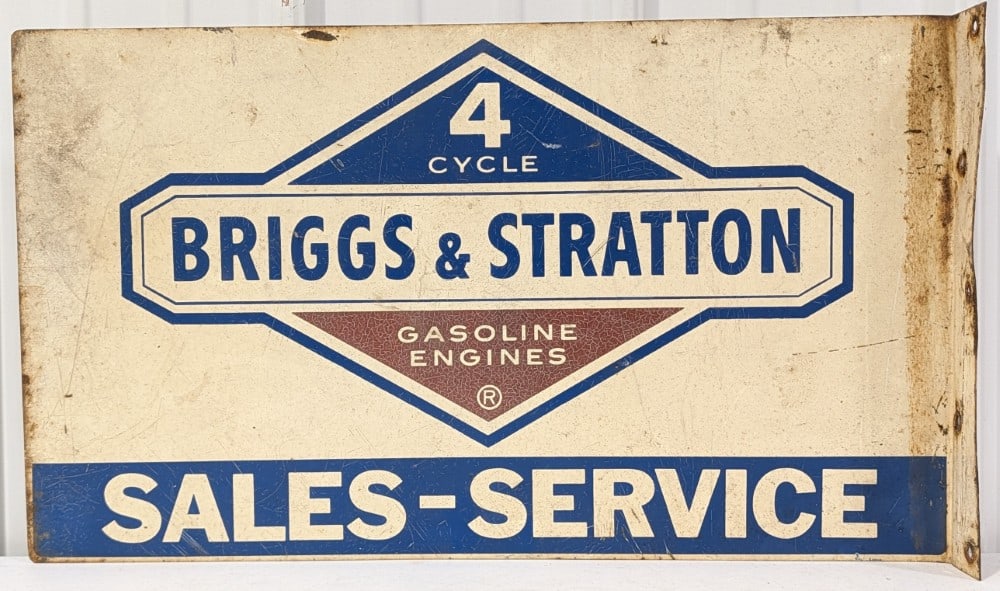 4
CYCLE
BRIGGS & STRATTON
GASOLINE
ENGINES
®
SALES-SERVICE